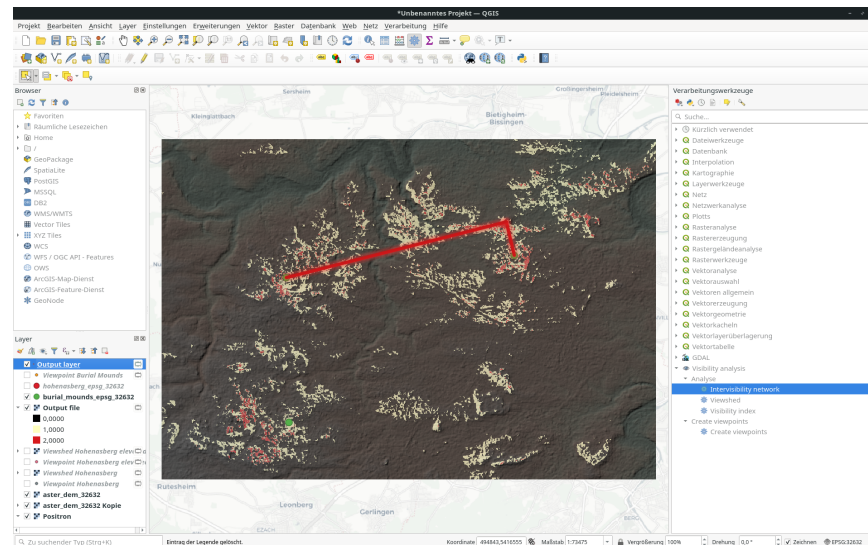 *Unbenanntes Projekt — QGIS
Projekt Bearbeiten Ansicht Layer Einstellungen Erweiterungen Vektor Raster Datenbank Web Netz Verarbeitung Hilfe
Browser
Favoriten
Räumliche Lesezeichen
Home
/
GeoPackage
SpatiaLite
PostGIS
MSSQL
DB2
WMS/WMTS
Vector Tiles
XYZ Tiles
WCS
WFS / OGC API - Features
OWS
ArcGIS-Map-Dienst
ArcGIS-Feature-Dienst
GeoNode
Layer
Output layer
Viewpoint Burial Mounds
hohenasberg_epsg_32632
burial_mounds_epsg_32632
Output file
0,0000
1,0000
2,0000
Viewshed Hohenasberg elev
Viewpoint Hohenasberg elev
Viewshed Hohenasberg
Viewpoint Hohenasberg
aster_dem_32632
aster_dem_32632 Kopie
Positron
Sersheim
Großingersheim
Pleidelsheim
Kleinglattbach
Bietigheim-
Bissingen
Rutesheim
Leonberg
Gerlingen
Verarbeitungswerkzeuge
Suche...
Kürzlich verwendet
Dateiwerkzeuge
Datenbank
Interpolation
Kartographie
Layerwerkzeuge
Netz
Netzwerkanalyse
Plotts
Rasteranalyse
Rastererzeugung
Rastergeländeanalyse
Rasterwerkzeuge
Vektoranalyse
Vektorauswahl
Vektoren allgemein
Vektorerzeugung
Vektorgeometrie
Vektorkacheln
Vektorlayerüberlagerung
Vektortabelle
GDAL
Visibility analysis
Analyse
Intervisibility network
Viewshed
Visibility index
Create viewpoints
Create viewpoints
Zu suchender Typ (Strg+K)
Eintrag der Legende gelöscht.
Koordinate 494843,5416555
Maßstab 1:73475
Vergrößerung 100%
Drehung 0,0 °
Zeichnen
EPSG:32632